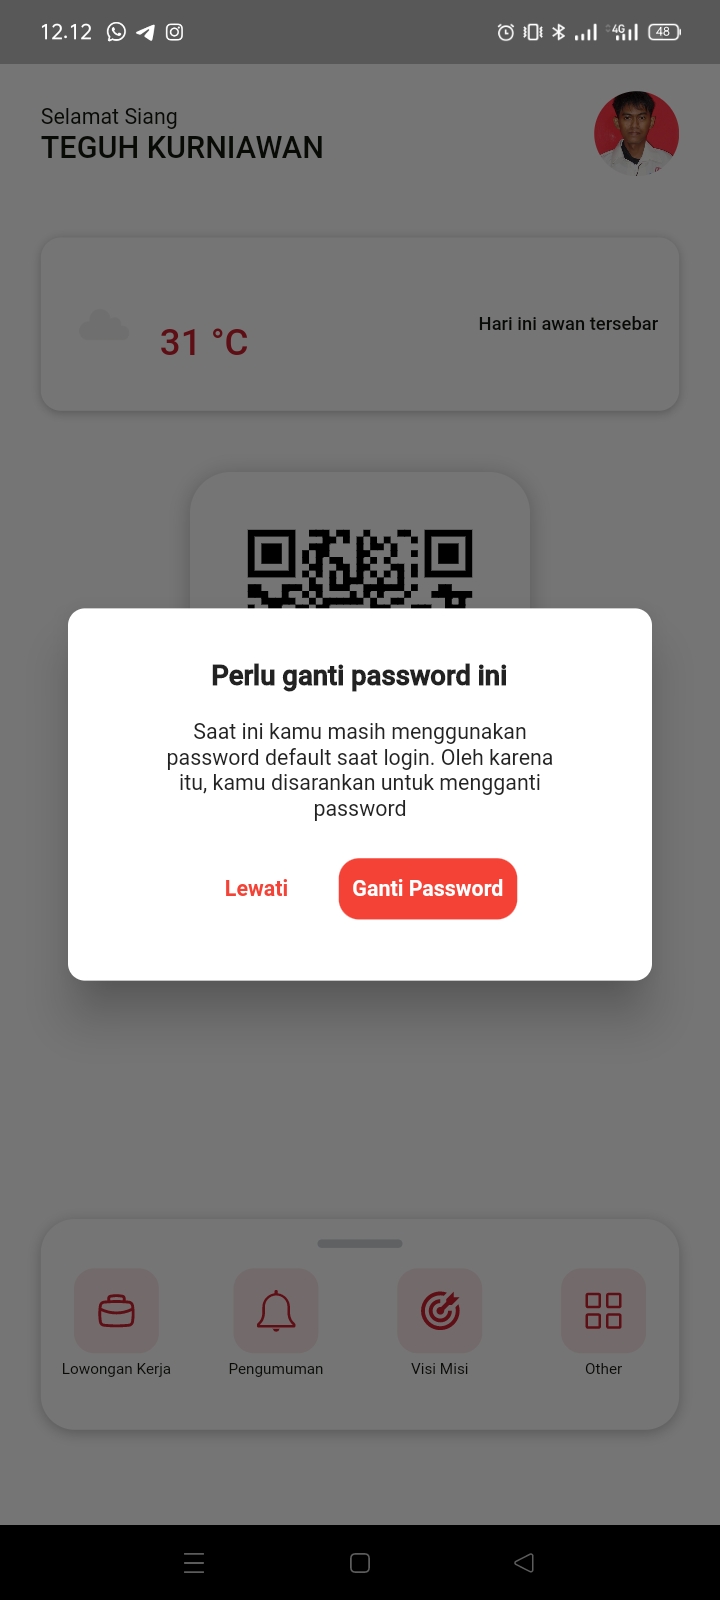 12.12
4G
48
Selamat Siang
TEGUH KURNIAWAN
31 °C
Hari ini awan tersebar
Perlu ganti password ini
Saat ini kamu masih menggunakan
password default saat login. Oleh karena
itu, kamu disarankan untuk mengganti
password
Lewati
Ganti Password
Lowongan Kerja
Pengumuman
Visi Misi
Other